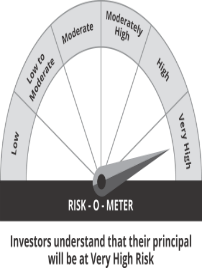 Low
Low to
Moderate
Moderate
Moderately
High
High
Very High
RISK - O - METER
Investors understand that their principal
will be at Very High Risk